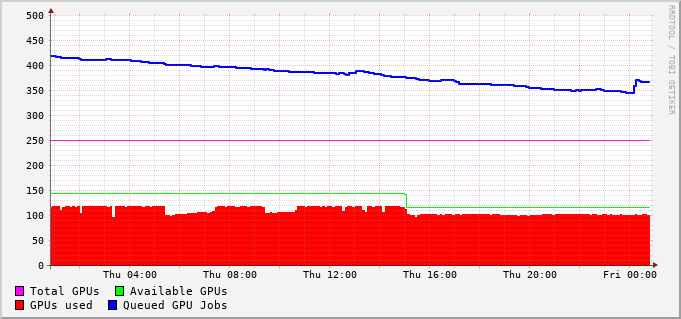 500
450
400
350
300
250
200
150
100
50
0
Thu 04:00 Thu 08:00 Thu 12:00 Thu 16:00 Thu 20:00 Fri 00:00
Total GPUs Available GPUs
GPUs used Queued GPU Jobs
RRDTOOL / TOBI OETIKER